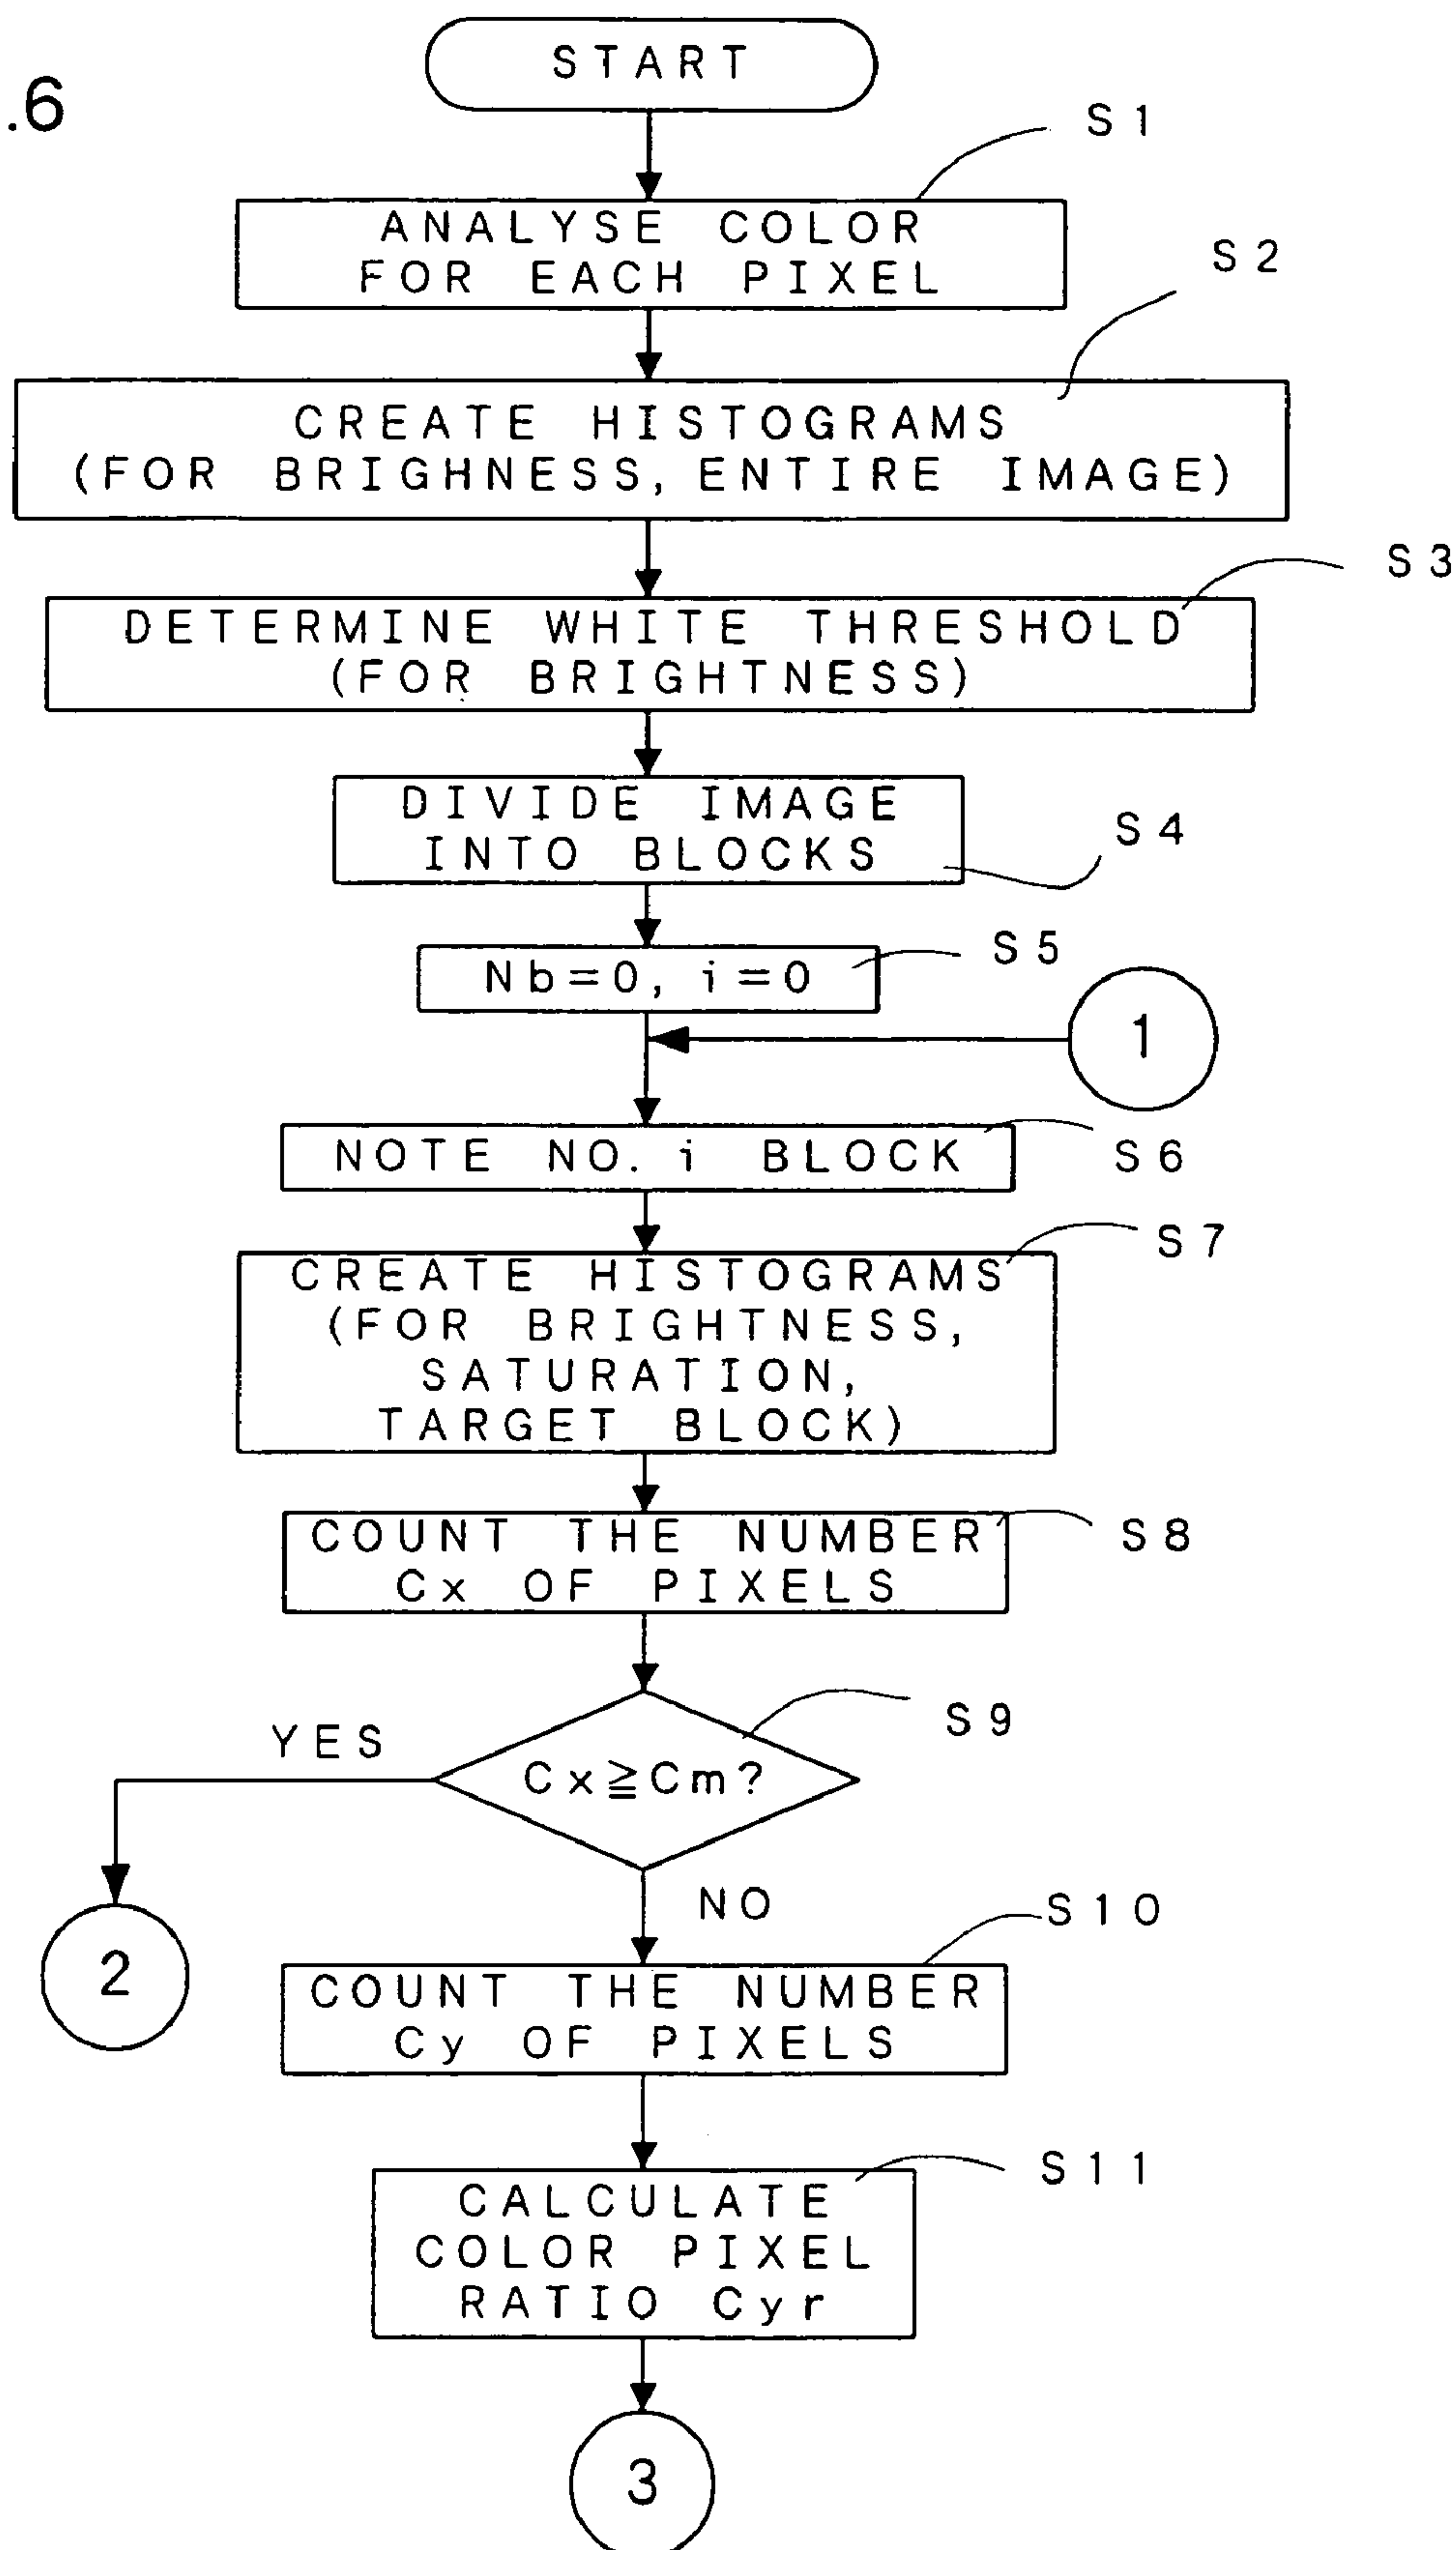 .6
START
S1
ANALYSE COLOR
FOR EACH PIXEL
S2
CREATE HISTOGRAMS
(FOR BRIGHNESS, ENTIRE IMAGE)
S3
DETERMINE WHITE THRESHOLD
(FOR BRIGHTNESS)
DIVIDE IMAGE
INTO BLOCKS
S4
S5
Nb=0, i=0
1
NOTE NO. i BLOCK
S6
S7
CREATE HISTOGRAMS
(FOR BRIGHTNESS,
SATURATION,
TARGET BLOCK)
COUNT THE NUMBER
Cx OF PIXELS
S8
S9
YES
Cx≧Cm?
NO
S10
2
COUNT THE NUMBER
Cy OF PIXELS
S11
CALCULATE
COLOR PIXEL
RATIO Cyr
3